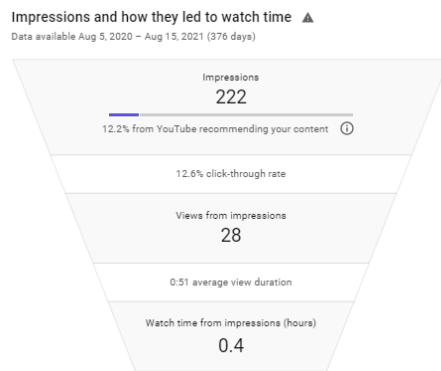 Impressions and how they led to watch time
Data available Aug 5, 2020 – Aug 15, 2021 (376 days)
Impressions
222
12.2% from YouTube recommending your content
12.6% click-through rate
Views from impressions
28
0:51 average view duration
Watch time from impressions (hours)
0.4